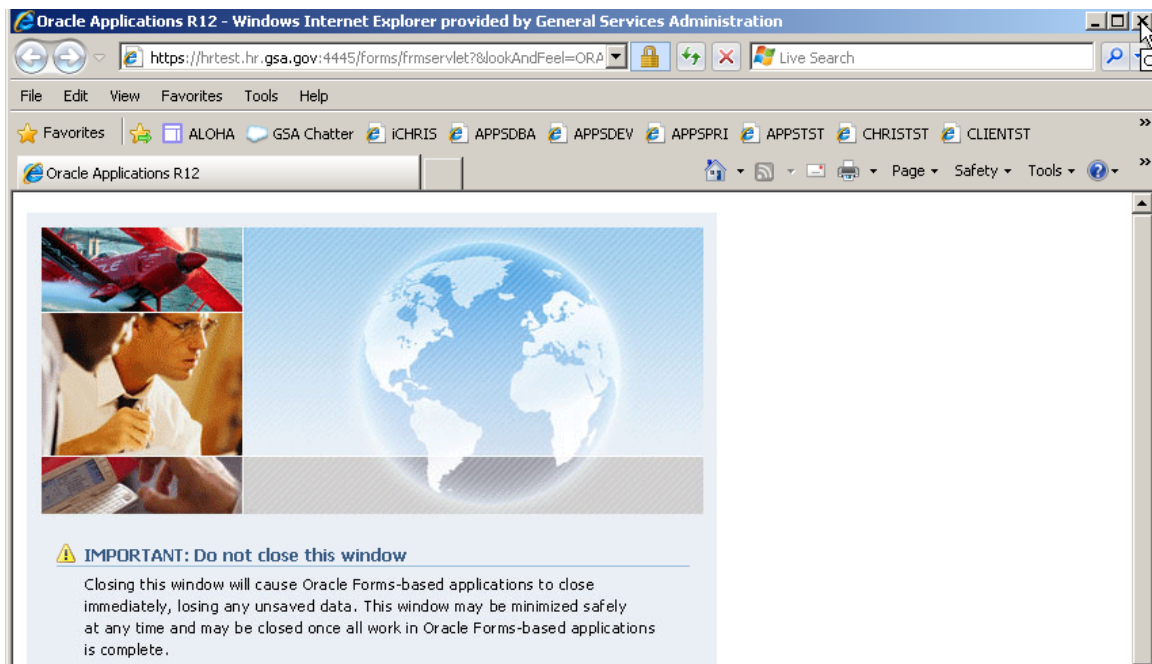 Oracle Applications R12 - Windows Internet Explorer provided by General Services Administration
https://hrtest.hr.gsa.gov:4445/forms/frmservlet?&lookAndFeel=ORA
Live Search
File Edit View Favorites Tools Help
Favorites ALOHA GSA Chatter iCHRIS APPSDBA APPSDEV APPSPRI APPSTST CHRISTST CLIENTST »
Oracle Applications R12
Page Safety Tools »
IMPORTANT: Do not close this window
Closing this window will cause Oracle Forms-based applications to close
immediately, losing any unsaved data. This window may be minimized safely
at any time and may be closed once all work in Oracle Forms-based applications
is complete.